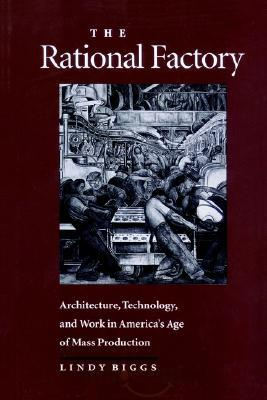 THE
Rational Factory
Architecture, Technology,
and Work in America's Age
of Mass Production
LINDY BIGGS